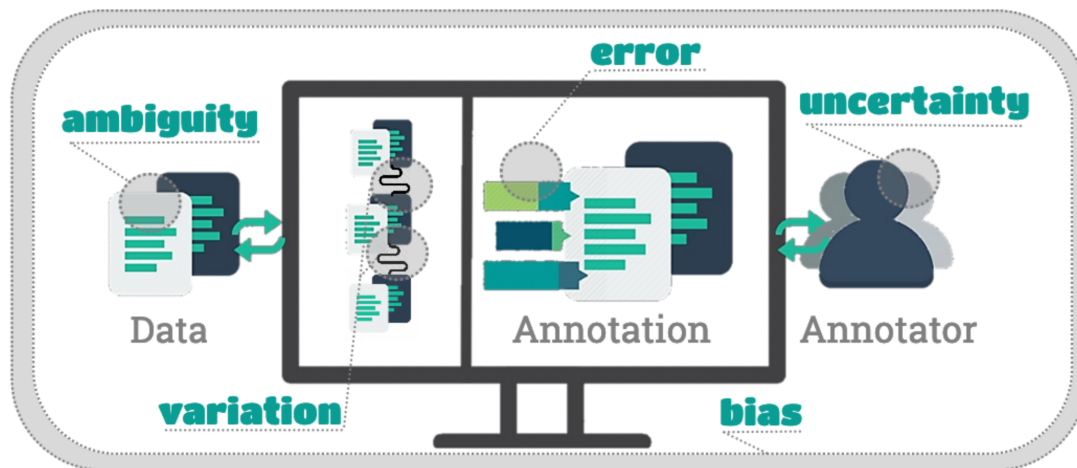 error
ambiguity
uncertainty
Data
Annotation
Annotator
variation
bias